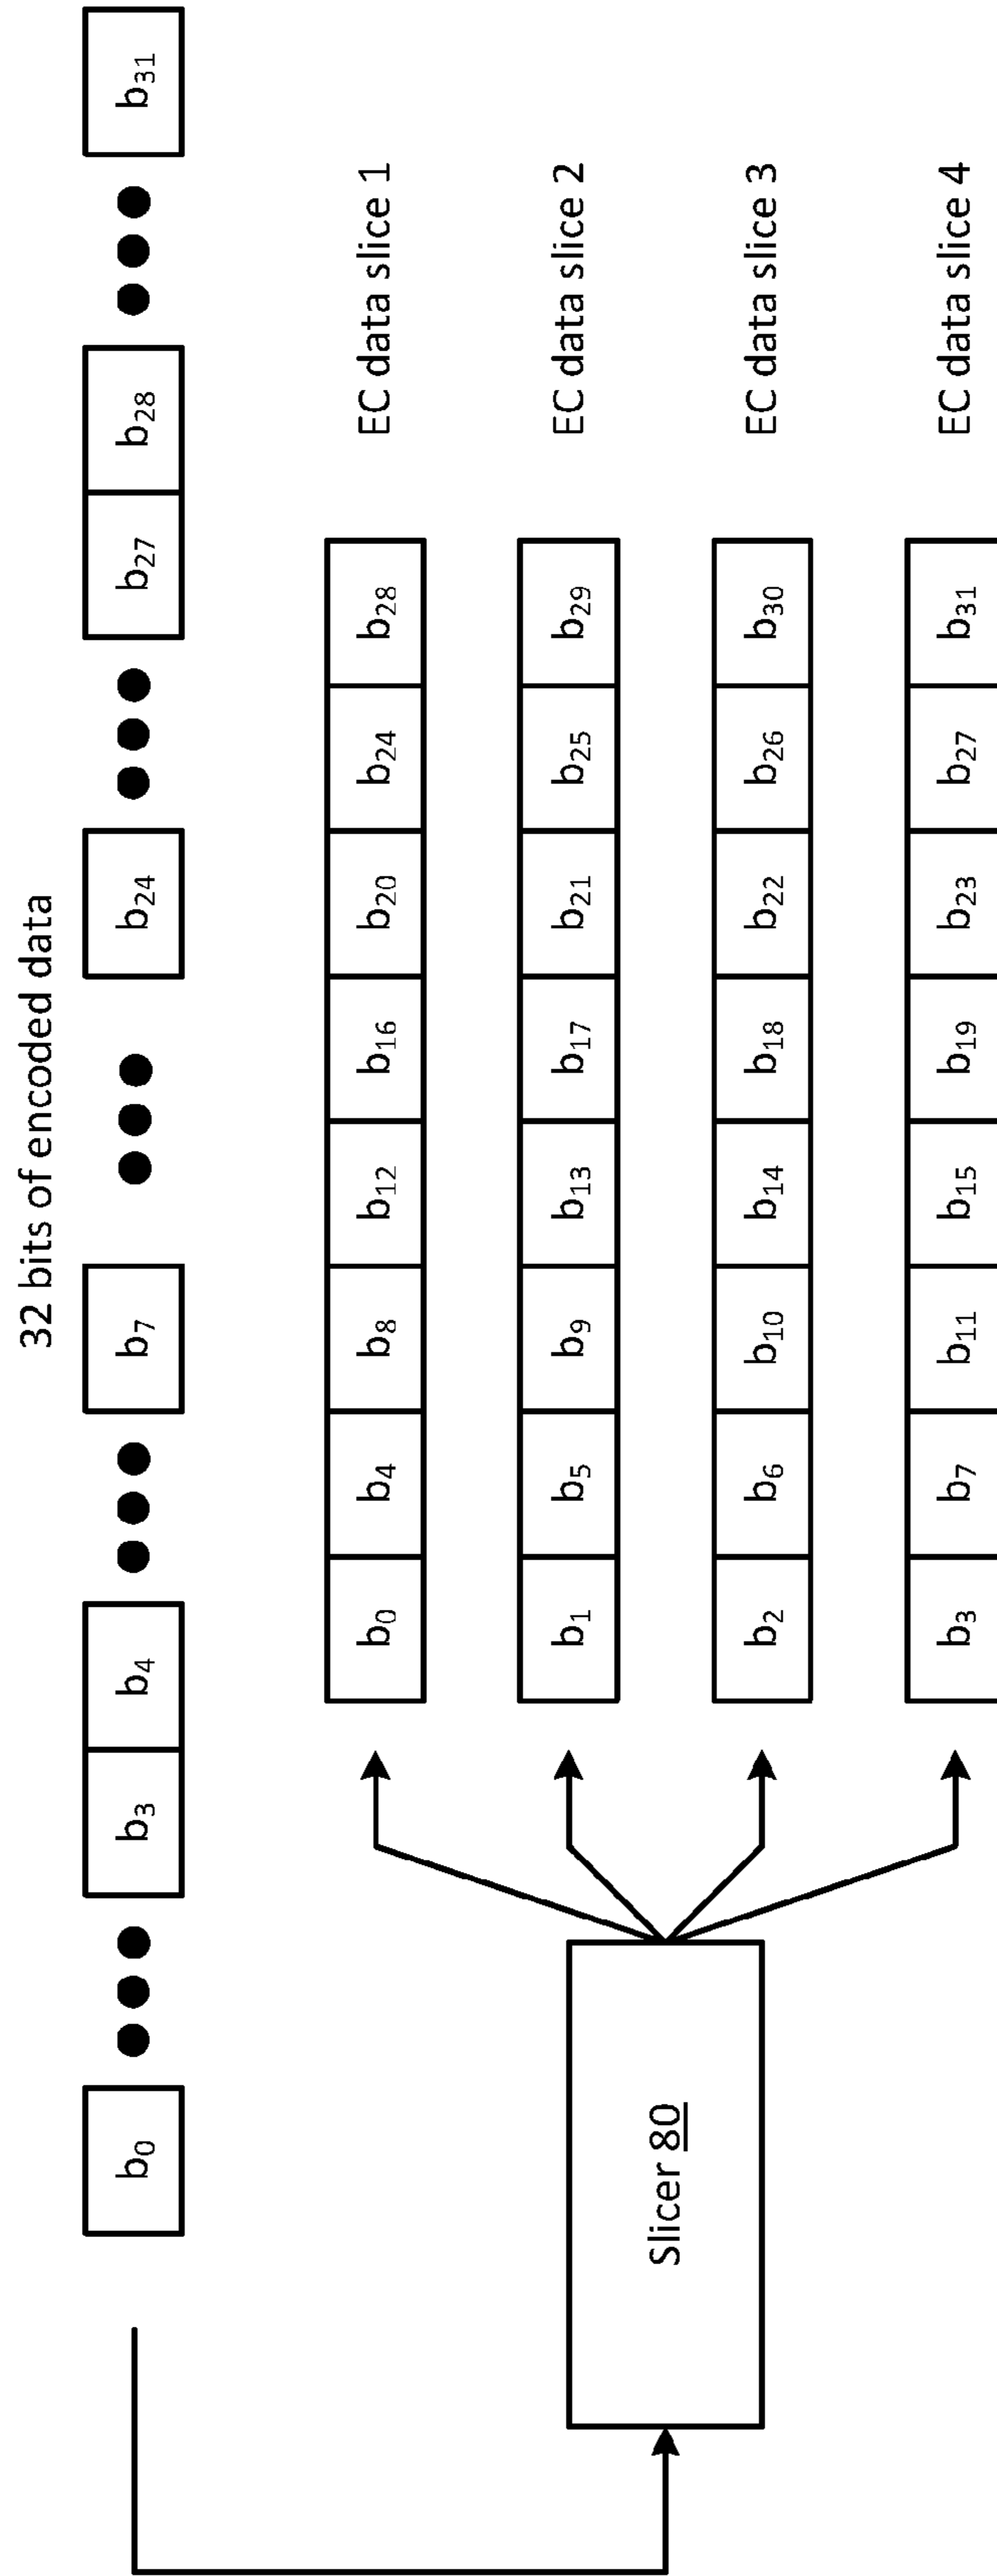 32 bits of encoded data
b0 b3 b4 b7 b24 b27 b28 b31
b0 b4 b8 b12 b16 b20 b24 b28 EC data slice 1
b1 b5 b9 b13 b17 b21 b25 b29 EC data slice 2
Slicer 80
b2 b6 b10 b14 b18 b22 b26 b30 EC data slice 3
b3 b7 b11 b15 b19 b23 b27 b31 EC data slice 4